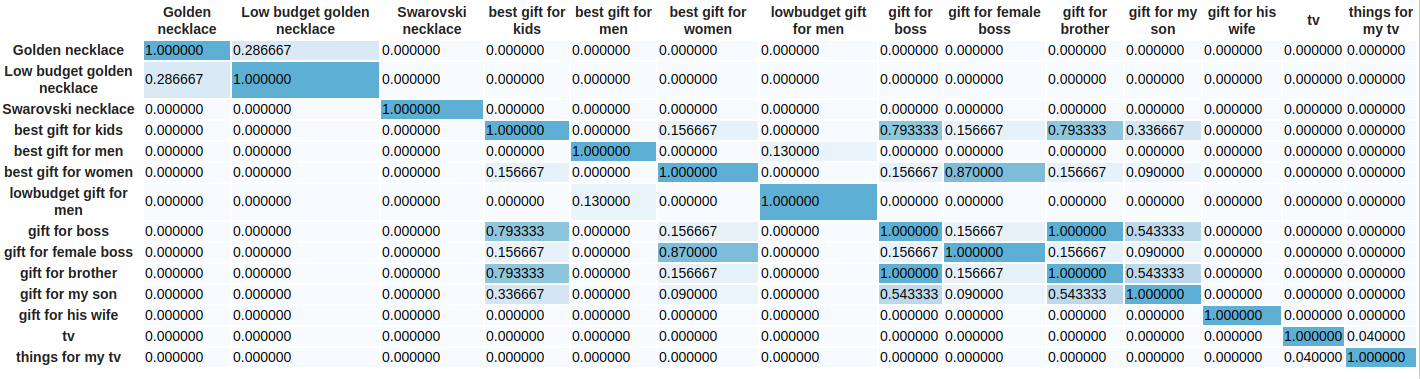 Golden necklace Low budget golden necklace Swarovski necklace best gift for kids best gift for men best gift for women lowbudget gift for men gift for boss gift for female boss gift for brother gift for my son gift for his wife tv things for my tv
Golden necklace 1.000000 0.286667 0.000000 0.000000 0.000000 0.000000 0.000000 0.000000 0.000000 0.000000 0.000000 0.000000 0.000000 0.000000
Low budget golden necklace 0.286667 1.000000 0.000000 0.000000 0.000000 0.000000 0.000000 0.000000 0.000000 0.000000 0.000000 0.000000 0.000000 0.000000
Swarovski necklace 0.000000 0.000000 1.000000 0.000000 0.000000 0.000000 0.000000 0.000000 0.000000 0.000000 0.000000 0.000000 0.000000 0.000000
best gift for kids 0.000000 0.000000 0.000000 1.000000 0.000000 0.156667 0.000000 0.793333 0.156667 0.793333 0.336667 0.000000 0.000000 0.000000
best gift for men 0.000000 0.000000 0.000000 0.000000 1.000000 0.000000 0.130000 0.000000 0.000000 0.000000 0.000000 0.000000 0.000000 0.000000
best gift for women 0.000000 0.000000 0.000000 0.156667 0.000000 1.000000 0.000000 0.156667 0.870000 0.156667 0.090000 0.000000 0.000000 0.000000
lowbudget gift for men 0.000000 0.000000 0.000000 0.000000 0.130000 0.000000 1.000000 0.000000 0.000000 0.000000 0.000000 0.000000 0.000000 0.000000
gift for boss 0.000000 0.000000 0.000000 0.793333 0.000000 0.156667 0.000000 1.000000 0.156667 1.000000 0.543333 0.000000 0.000000 0.000000
gift for female boss 0.000000 0.000000 0.000000 0.156667 0.000000 0.870000 0.000000 0.156667 1.000000 0.156667 0.090000 0.000000 0.000000 0.000000
gift for brother 0.000000 0.000000 0.000000 0.793333 0.000000 0.156667 0.000000 1.000000 0.156667 1.000000 0.543333 0.000000 0.000000 0.000000
gift for my son 0.000000 0.000000 0.000000 0.336667 0.000000 0.090000 0.000000 0.543333 0.090000 0.543333 1.000000 0.000000 0.000000 0.000000
gift for his wife 0.000000 0.000000 0.000000 0.000000 0.000000 0.000000 0.000000 0.000000 0.000000 0.000000 0.000000 1.000000 0.000000 0.000000
tv 0.000000 0.000000 0.000000 0.000000 0.000000 0.000000 0.000000 0.000000 0.000000 0.000000 0.000000 0.000000 1.000000 0.040000
things for my tv 0.000000 0.000000 0.000000 0.000000 0.000000 0.000000 0.000000 0.000000 0.000000 0.000000 0.000000 0.000000 0.040000 1.000000